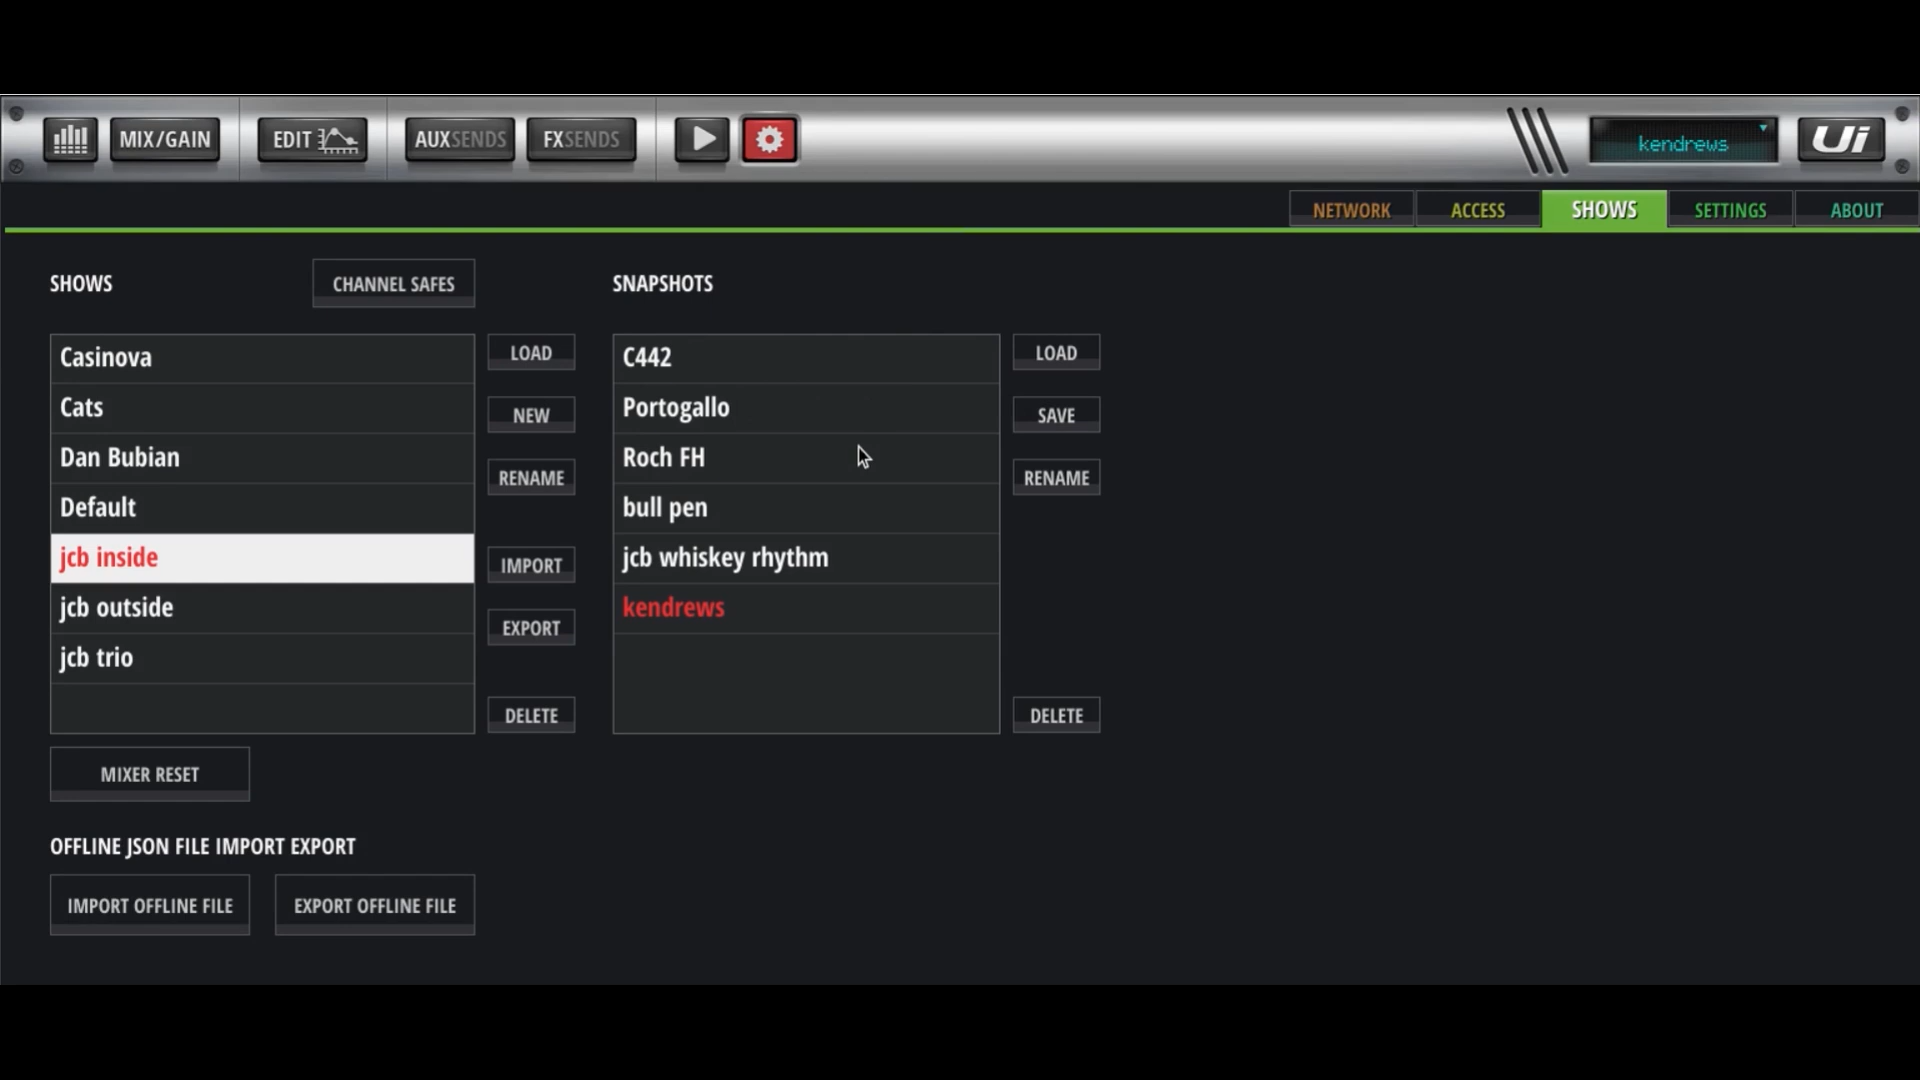 MIX/GAIN
EDIT
AUXSENDS
FXSENDS
kendrews
Ui
NETWORK
ACCESS
SHOWS
SETTINGS
ABOUT
SHOWS
CHANNEL SAFES
SNAPSHOTS
Casinova
Cats
Dan Bubian
Default
jcb inside
jcb outside
jcb trio
LOAD
NEW
RENAME
IMPORT
EXPORT
DELETE
C442
Portogallo
Roch FH
bull pen
jcb whiskey rhythm
kendrews
LOAD
SAVE
RENAME
DELETE
MIXER RESET
OFFLINE JSON FILE IMPORT EXPORT
IMPORT OFFLINE FILE
EXPORT OFFLINE FILE